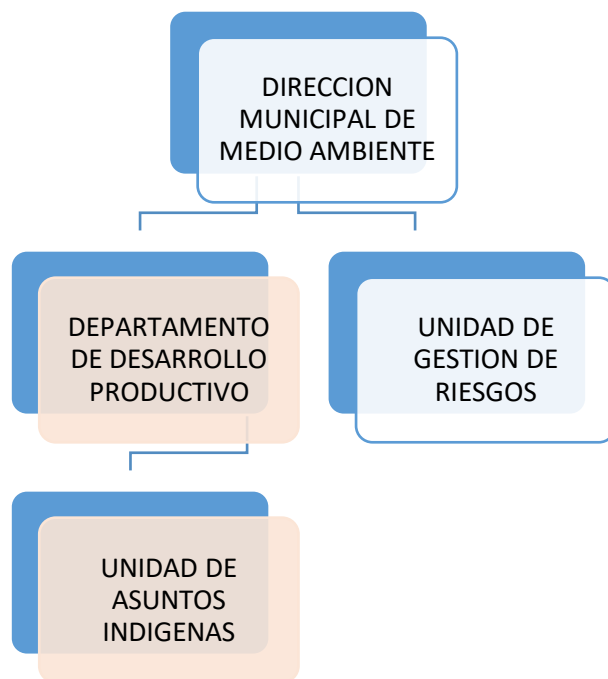 DIRECCION
MUNICIPAL DE
MEDIO AMBIENTE
DEPARTAMENTO
DE DESARROLLO
PRODUCTIVO
UNIDAD DE
GESTION DE
RIESGOS
UNIDAD DE
ASUNTOS
INDIGENAS